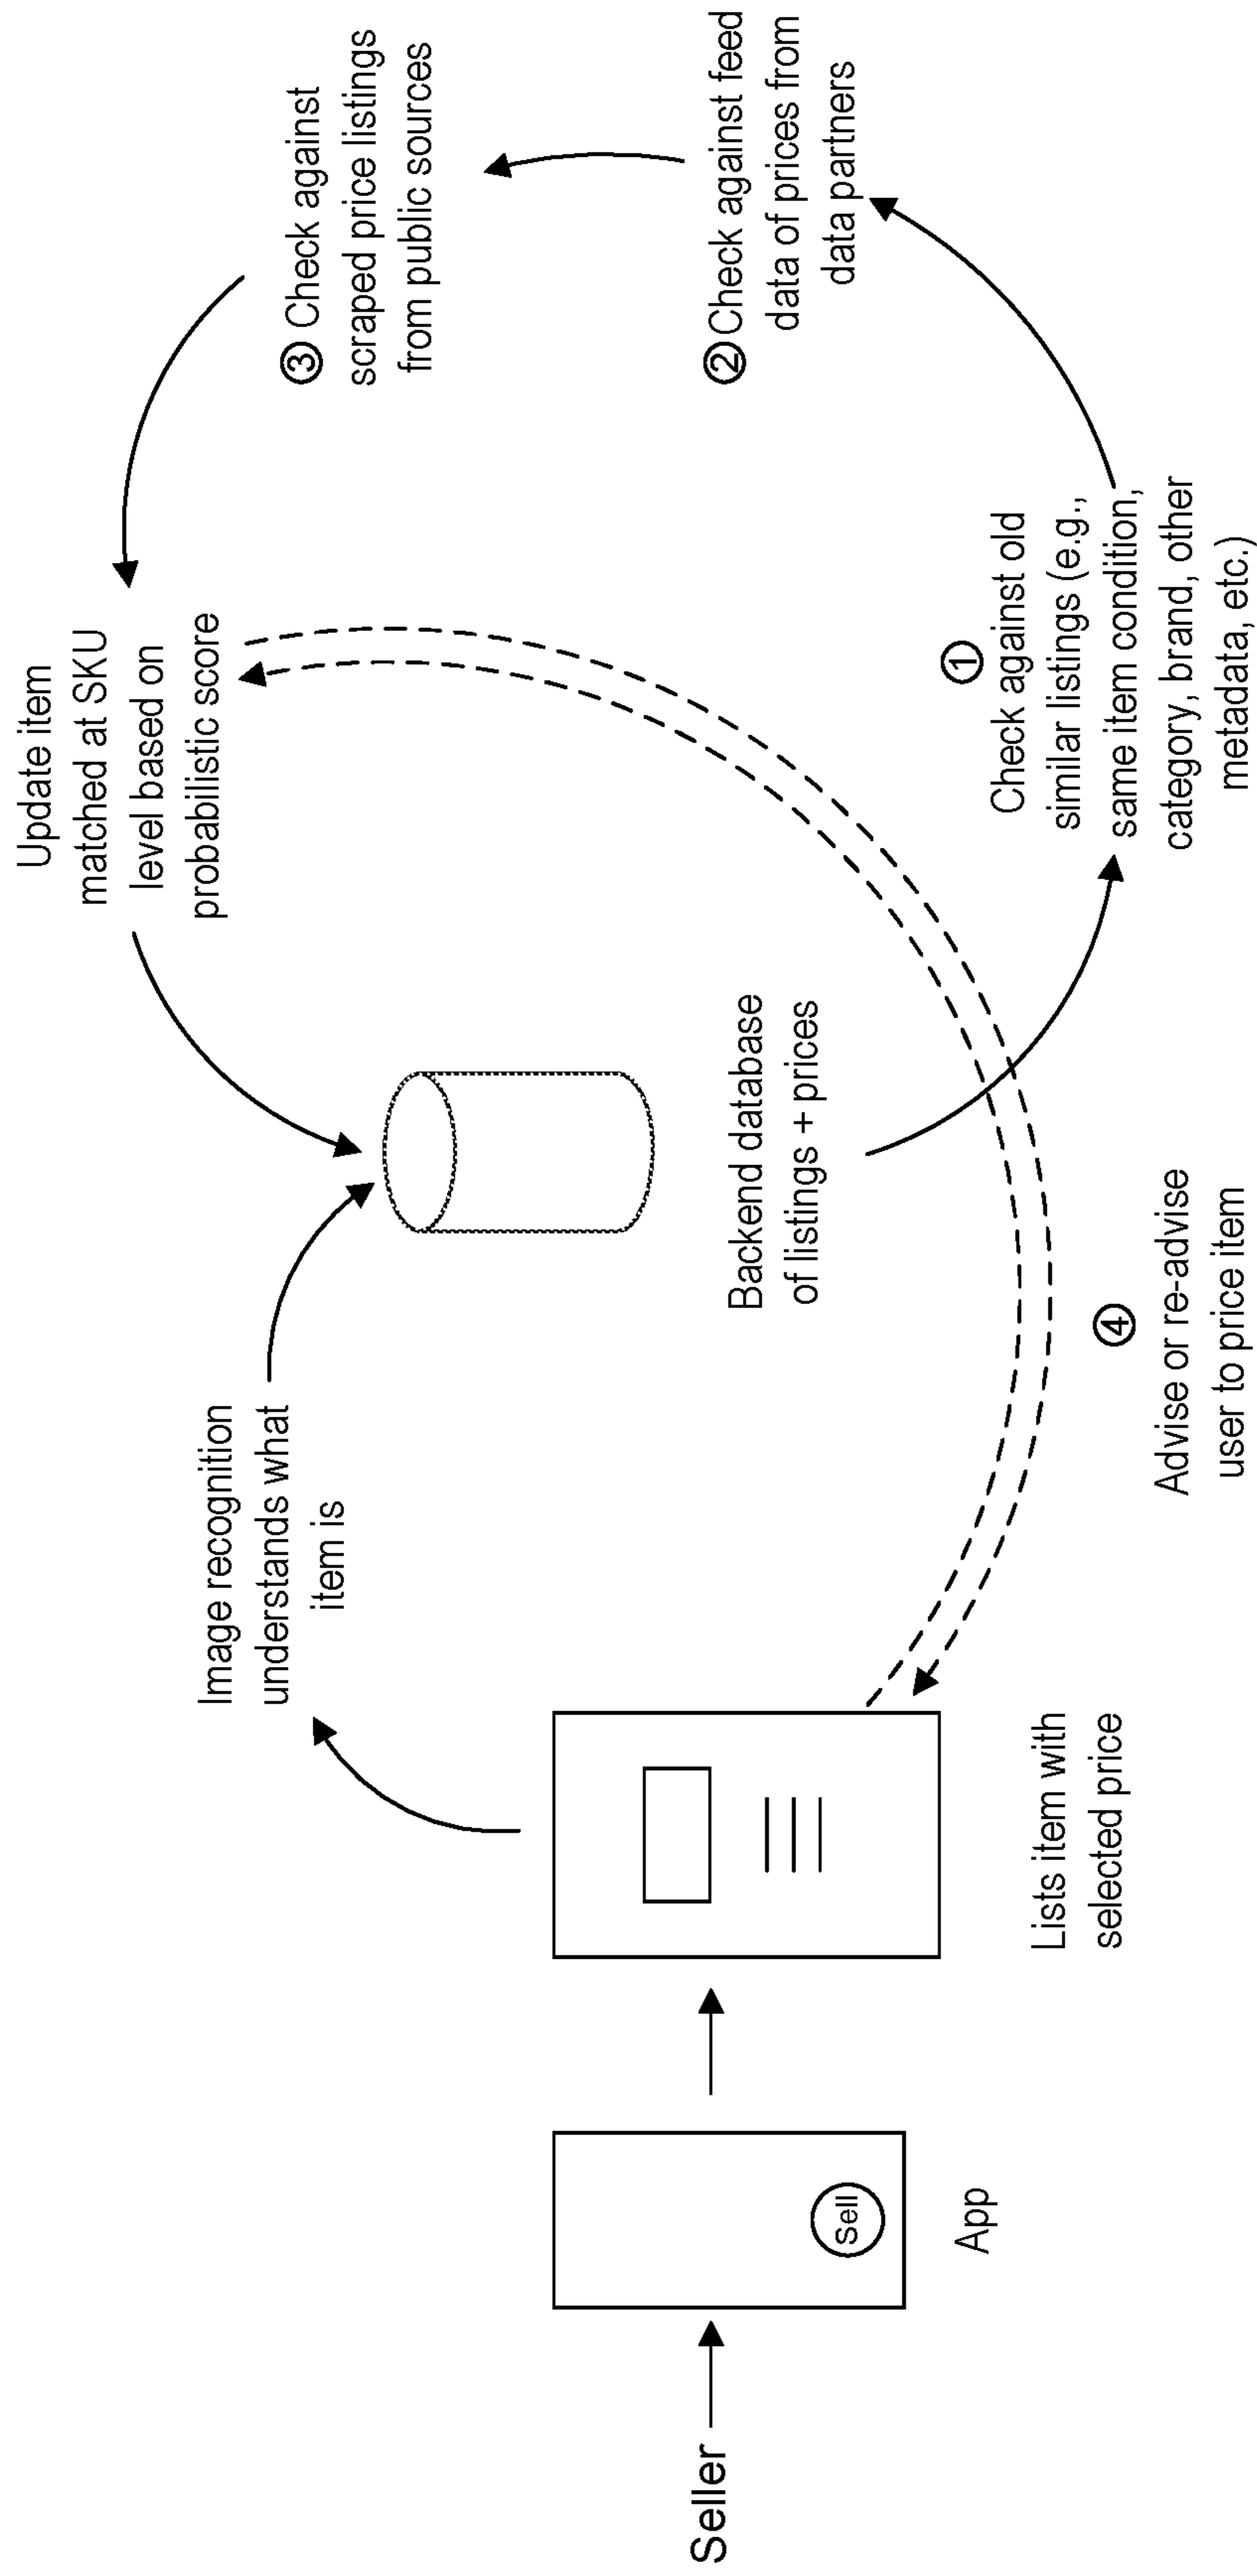 Seller
Sell
App
Lists item with
selected price
Image recognition
understands what
item is
Backend database
of listings + prices
①
Check against old
similar listings (e.g.,
same item condition,
category, brand, other
metadata, etc.)
② Check against feed
data of prices from
data partners
③ Check against
scraped price listings
from public sources
Update item
matched at SKU
level based on
probabilistic score
④
Advise or re-advise
user to price item